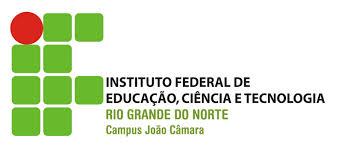 INSTITUTO FEDERAL DE
EDUCAÇÃO, CIÊNCIA E TECNOLOGIA
RIO GRANDE DO NORTE
Campus João Câmara